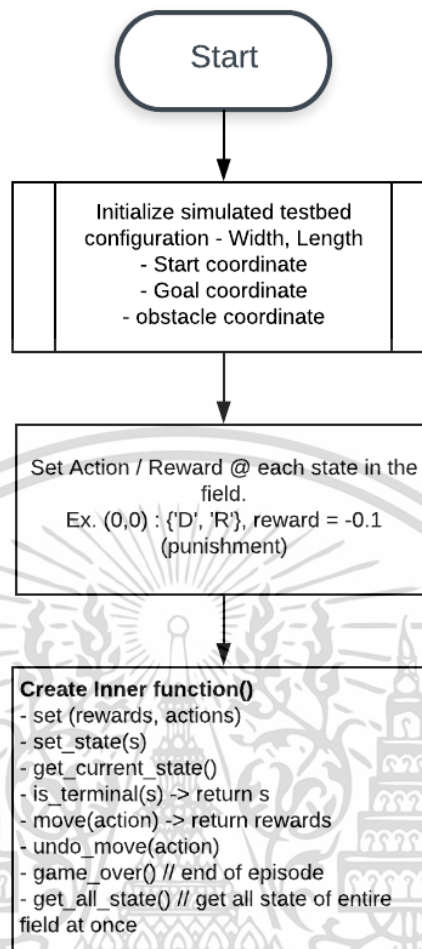 Start
Initialize simulated testbed
configuration - Width, Length
- Start coordinate
- Goal coordinate
- obstacle coordinate
Set Action / Reward @ each state in the
field.
Ex. (0,0) : {'D', 'R'}, reward = -0.1
(punishment)
Create Inner function()
- set (rewards, actions)
- set_state(s)
- get_current_state()
- is_terminal(s) -> return s
- move(action) -> return rewards
- undo_move(action)
- game_over() // end of episode
- get_all_state() // get all state of entire
field at once